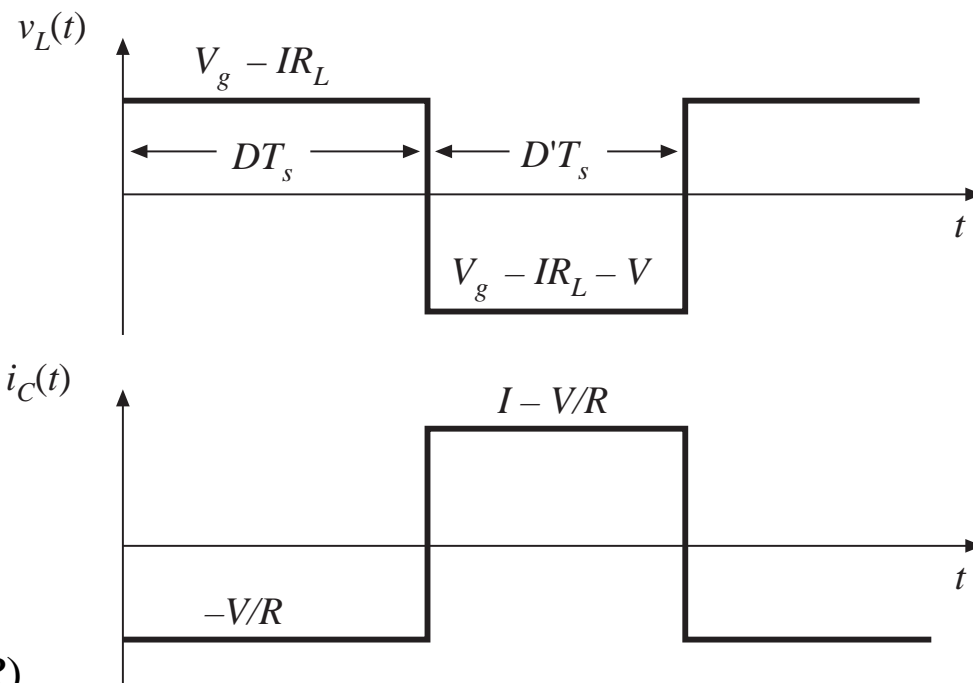 v_L(t)
V_g – IR_L
DT_s
D'T_s
t
V_g – IR_L – V
i_C(t)
I – V/R
t
–V/R
)